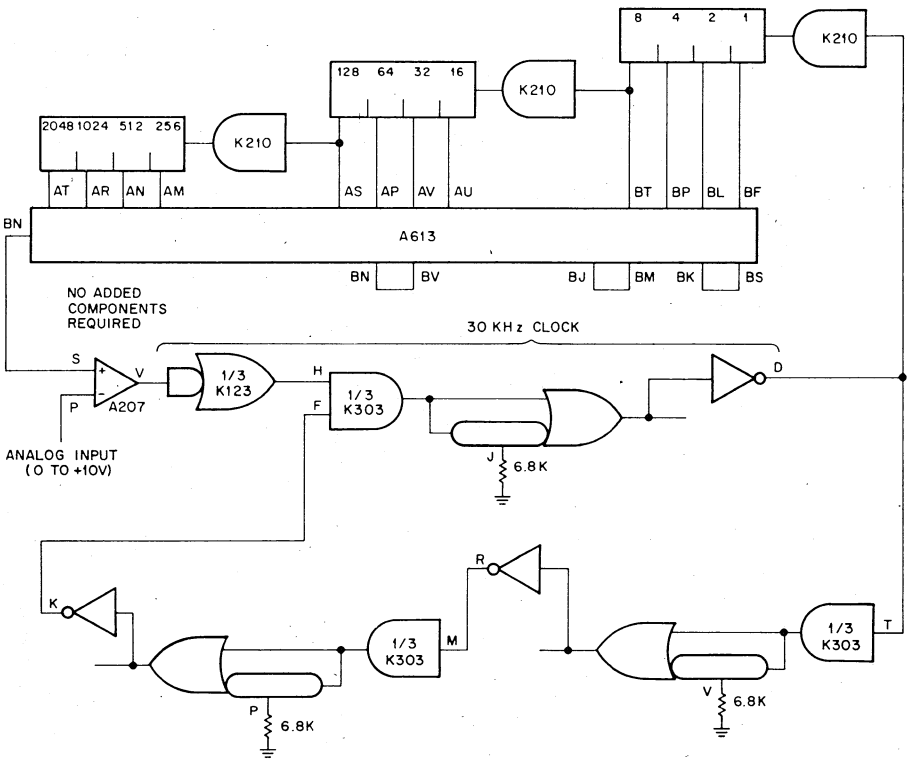 8 4 2 1
K210
128 64 32 16
K210
2048 1024 512 256
K210
AT AR AN AM AS AP AV AU BT BP BL BF
BN
A613
BN BV BJ BM BK BS
NO ADDED
COMPONENTS
REQUIRED
30 KHz CLOCK
S
+
P
-
V
A207
1/3
K123
H
F
1/3
K303
D
J
6.8K
ANALOG INPUT
(0 TO +10V)
K
R
M
1/3
K303
T
1/3
K303
P
6.8K
V
6.8K